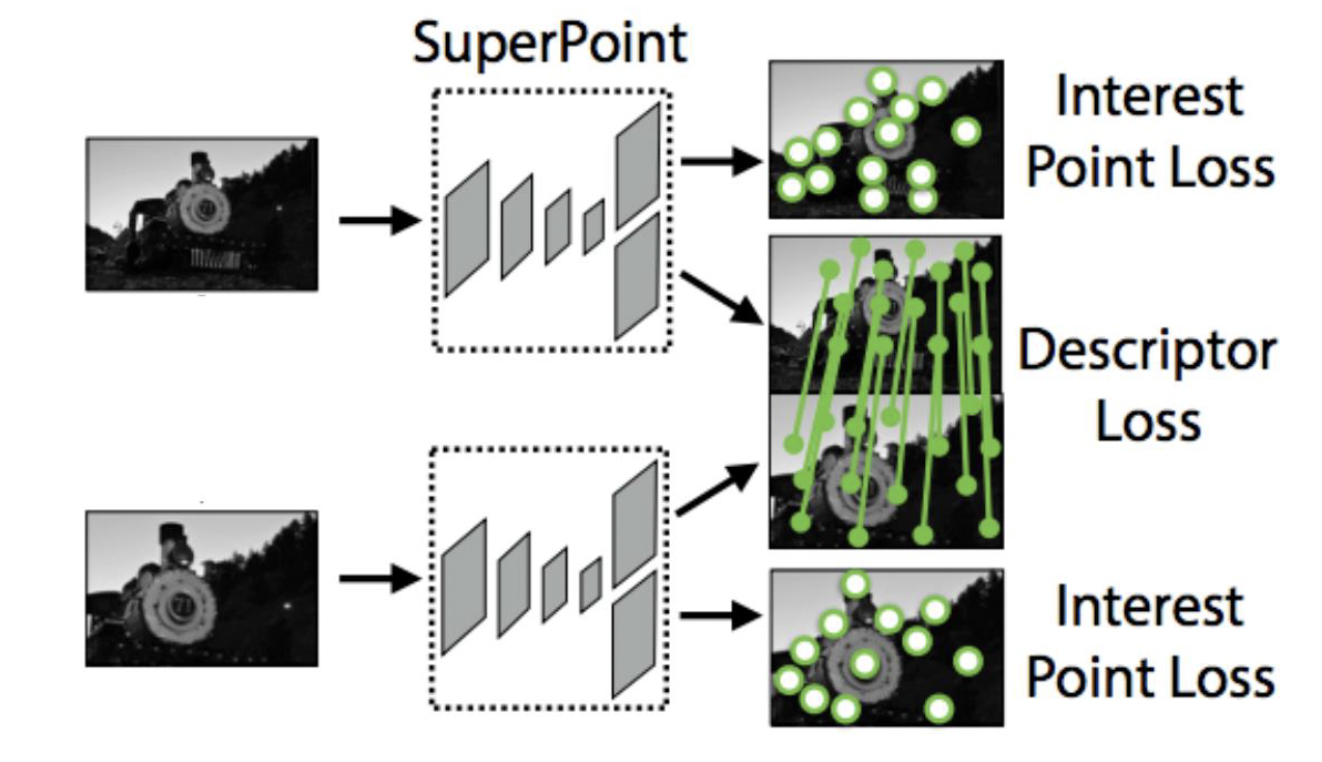 SuperPoint
Interest
Point Loss
Descriptor
Loss
Interest
Point Loss